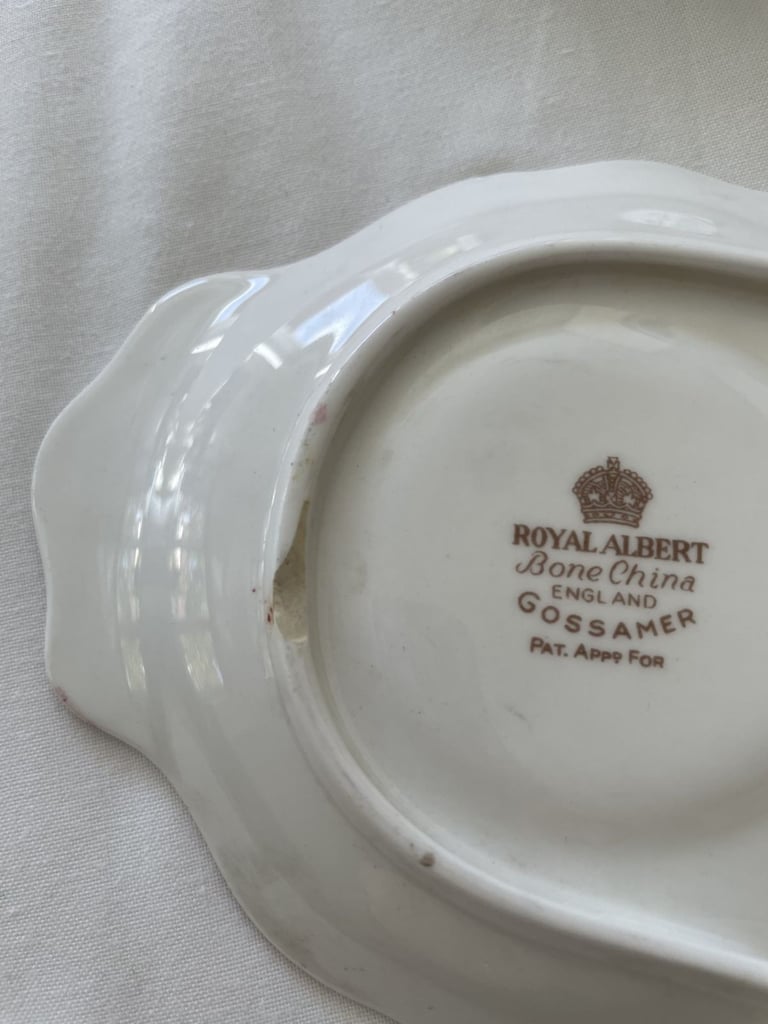 ROYAL ALBERT
Bone China
ENGLAND
GOSSAMER
PAT. APPD FOR